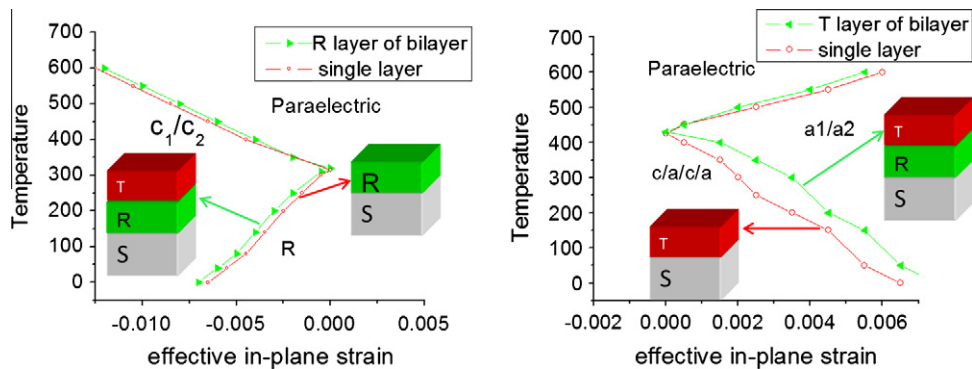 R layer of bilayer
single layer
700
600
500
400
300
200
100
0
Temperature
Paraelectric
c1/c2
T
R
S
R
S
R
-0.010 -0.005 0.000 0.005
effective in-plane strain
T layer of bilayer
single layer
700
600
500
400
300
200
100
0
Temperature
Paraelectric
a1/a2
c/a/c/a
T
R
S
T
S
-0.002 0.000 0.002 0.004 0.006
effective in-plane strain